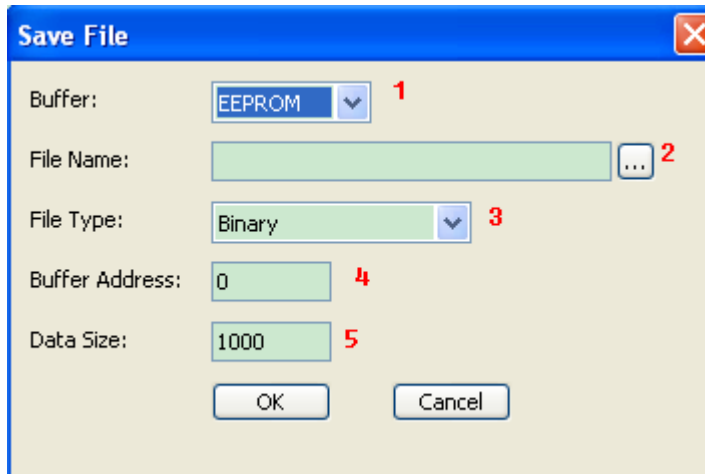 Save File
Buffer: EEPROM 1
File Name: ... 2
File Type: Binary 3
Buffer Address: 0 4
Data Size: 1000 5
OK Cancel